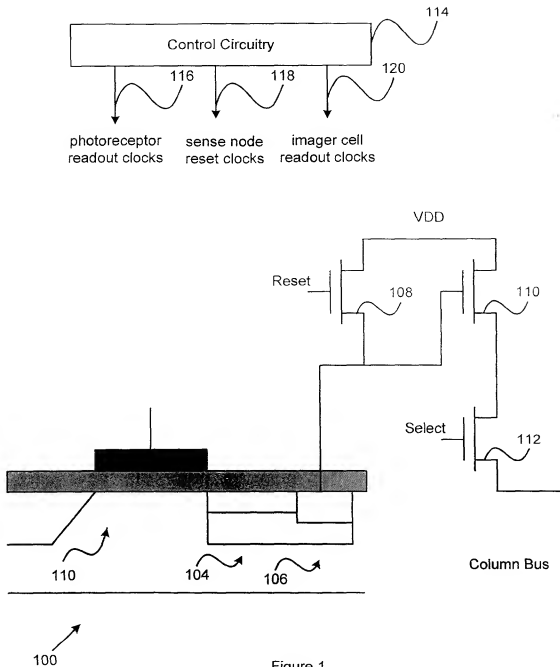 114
Control Circuitry
116
118
120
photoreceptor
readout clocks
sense node
reset clocks
imager cell
readout clocks
VDD
Reset
108
110
Select
112
110
104
106
Column Bus
100
Figure 1